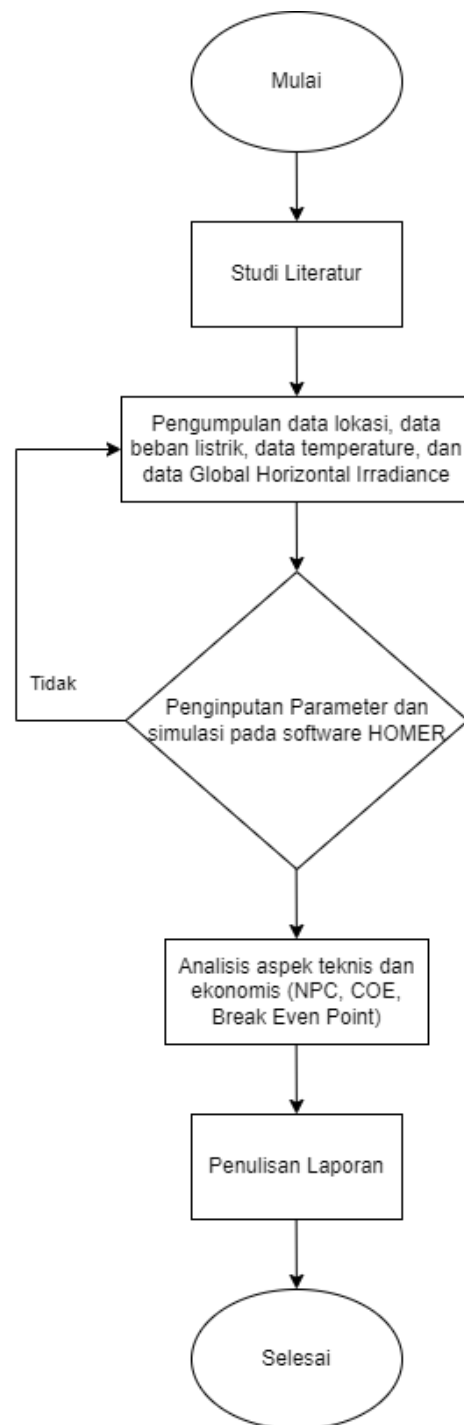 Mulai
Studi Literatur
Pengumpulan data lokasi, data
beban listrik, data temperature, dan
data Global Horizontal Irradiance
Tidak
Penginputan Parameter dan
simulasi pada software HOMER
Analisis aspek teknis dan
ekonomis (NPC, COE,
Break Even Point)
Penulisan Laporan
Selesai